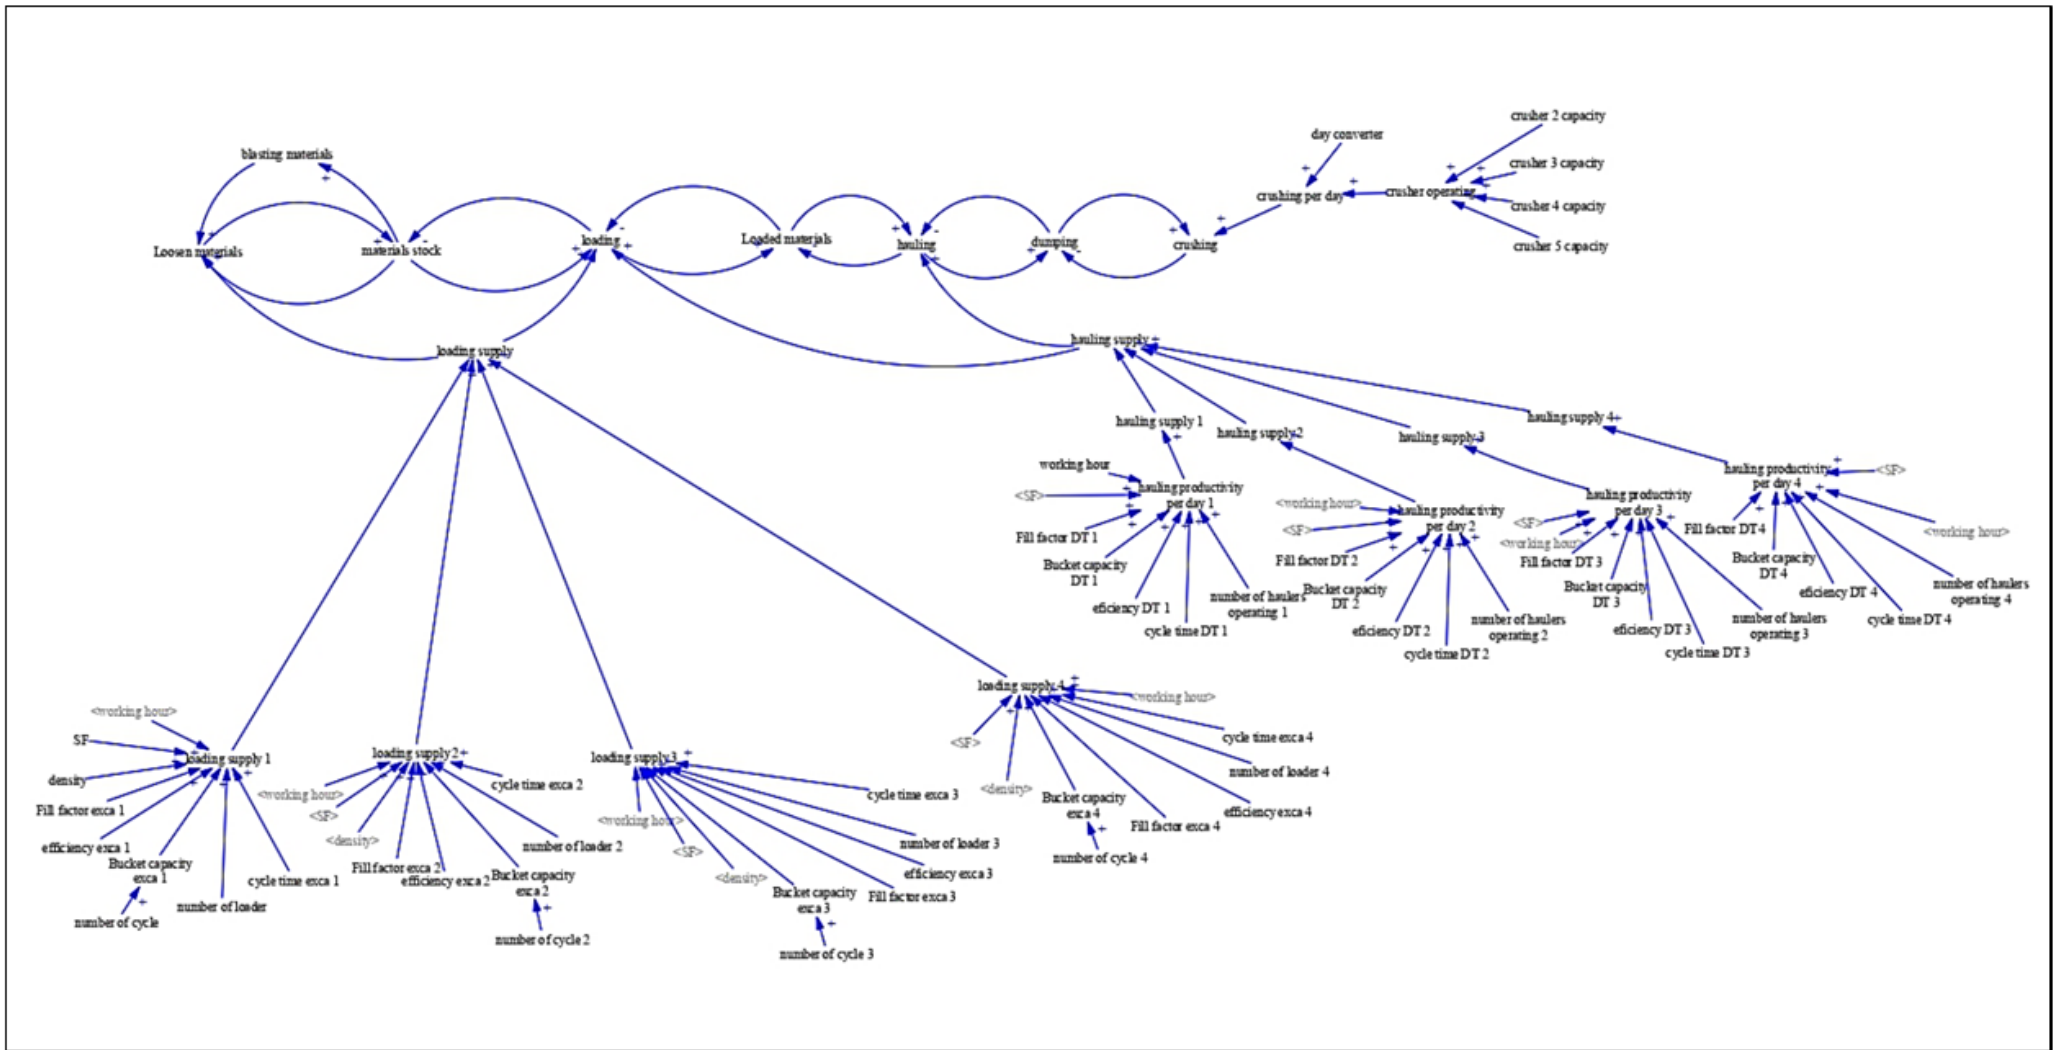 crusher 2 capacity
day converter
blasting materials
crusher 3 capacity
crushing per day
crusher operating
crusher 4 capacity
Loosen materials
materials stock
loading
Loaded materials
hauling
dumping
crushing
crusher 5 capacity
loading supply
hauling supply
hauling supply 1
hauling supply 2
hauling supply 3
hauling supply 4
working hour
<SF>
hauling productivity
per day 1
Fill factor DT 1
Bucket capacity
DT 1
eficiency DT 1
cycle time DT 1
number of haulers
operating 1
<working hour>
<SF>
hauling productivity
per day 2
Fill factor DT 2
Bucket capacity
DT 2
eficiency DT 2
cycle time DT 2
number of haulers
operating 2
hauling productivity
per day 3
<SF>
<working hour>
Fill factor DT 3
Bucket capacity
DT 3
eficiency DT 3
cycle time DT 3
number of haulers
operating 3
hauling productivity
per day 4
<SF>
<working hour>
Fill factor DT 4
Bucket capacity
DT 4
eficiency DT 4
cycle time DT 4
number of haulers
operating 4
<working hour>
SF
loading supply 1
density
Fill factor exca 1
efficiency exca 1
Bucket capacity
exca 1
number of cycle
number of loader
cycle time exca 1
loading supply 2
<working hour>
<SF>
<density>
Fill factor exca 2
efficiency exca 2
Bucket capacity
exca 2
number of cycle 2
number of loader 2
cycle time exca 2
loading supply 3
<working hour>
<SF>
<density>
Bucket capacity
exca 3
number of cycle 3
Fill factor exca 3
efficiency exca 3
number of loader 3
cycle time exca 3
loading supply 4
<working hour>
<SF>
<density>
Bucket capacity
exca 4
number of cycle 4
Fill factor exca 4
efficiency exca 4
number of loader 4
cycle time exca 4